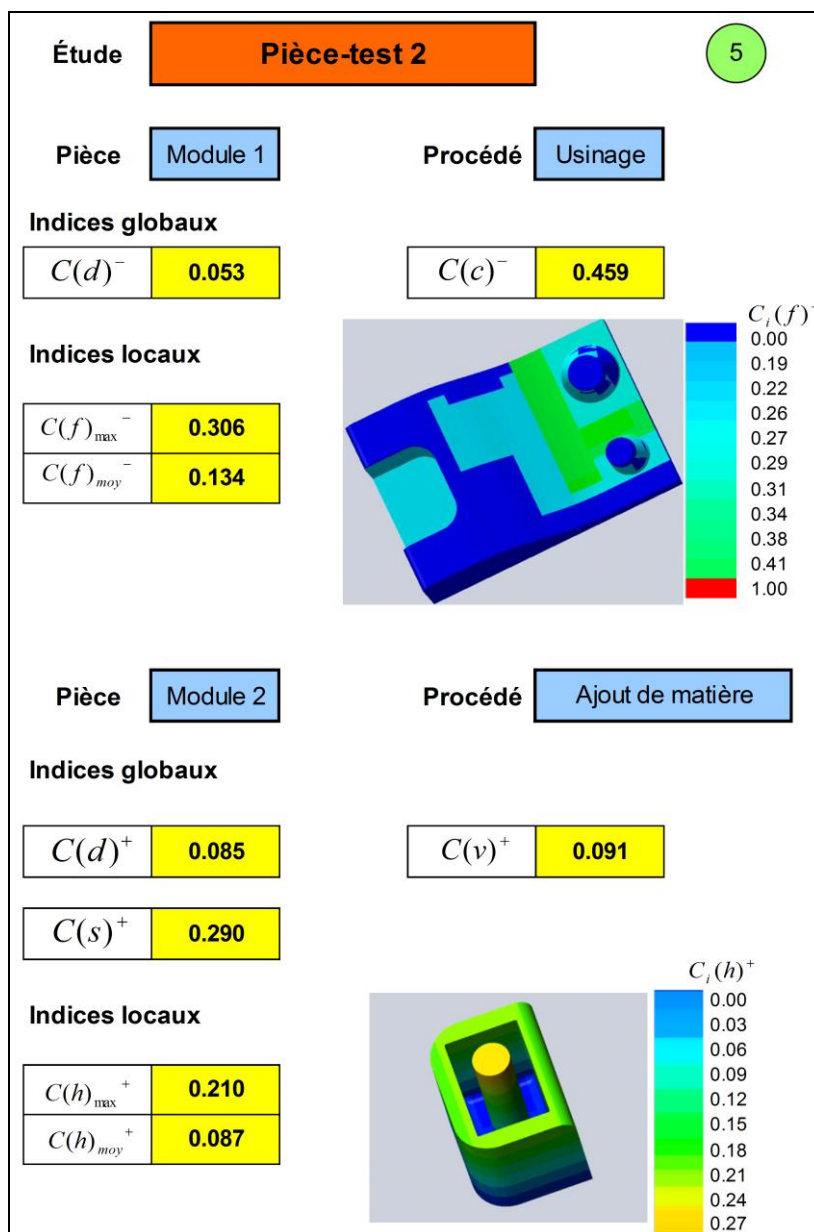 Étude Pièce-test 2 5
Pièce Module 1 Procédé Usinage
Indices globaux
C(d)⁻ 0.053 C(c)⁻ 0.459
Indices locaux
C(f)max⁻ 0.306
C(f)moy⁻ 0.134
Cᵢ(f)⁻
0.00
0.19
0.22
0.26
0.27
0.29
0.31
0.34
0.38
0.41
1.00
Pièce Module 2 Procédé Ajout de matière
Indices globaux
C(d)⁺ 0.085 C(v)⁺ 0.091
C(s)⁺ 0.290
Indices locaux
C(h)max⁺ 0.210
C(h)moy⁺ 0.087
Cᵢ(h)⁺
0.00
0.03
0.06
0.09
0.12
0.15
0.18
0.21
0.24
0.27